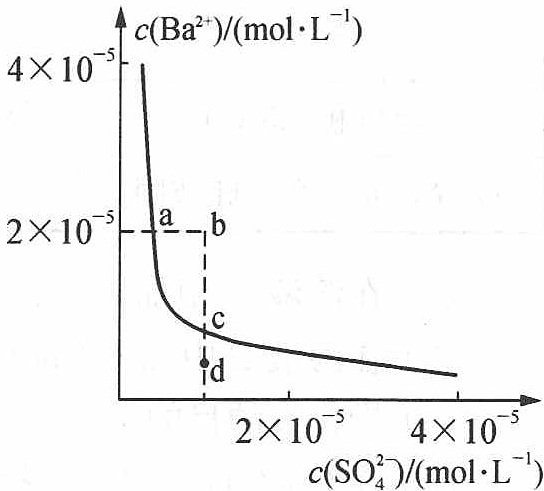 c(Ba²⁺)/(mol·L⁻¹)
4×10⁻⁵
a
b
2×10⁻⁵
c
d
2×10⁻⁵
4×10⁻⁵
c(SO₄²⁻)/(mol·L⁻¹)